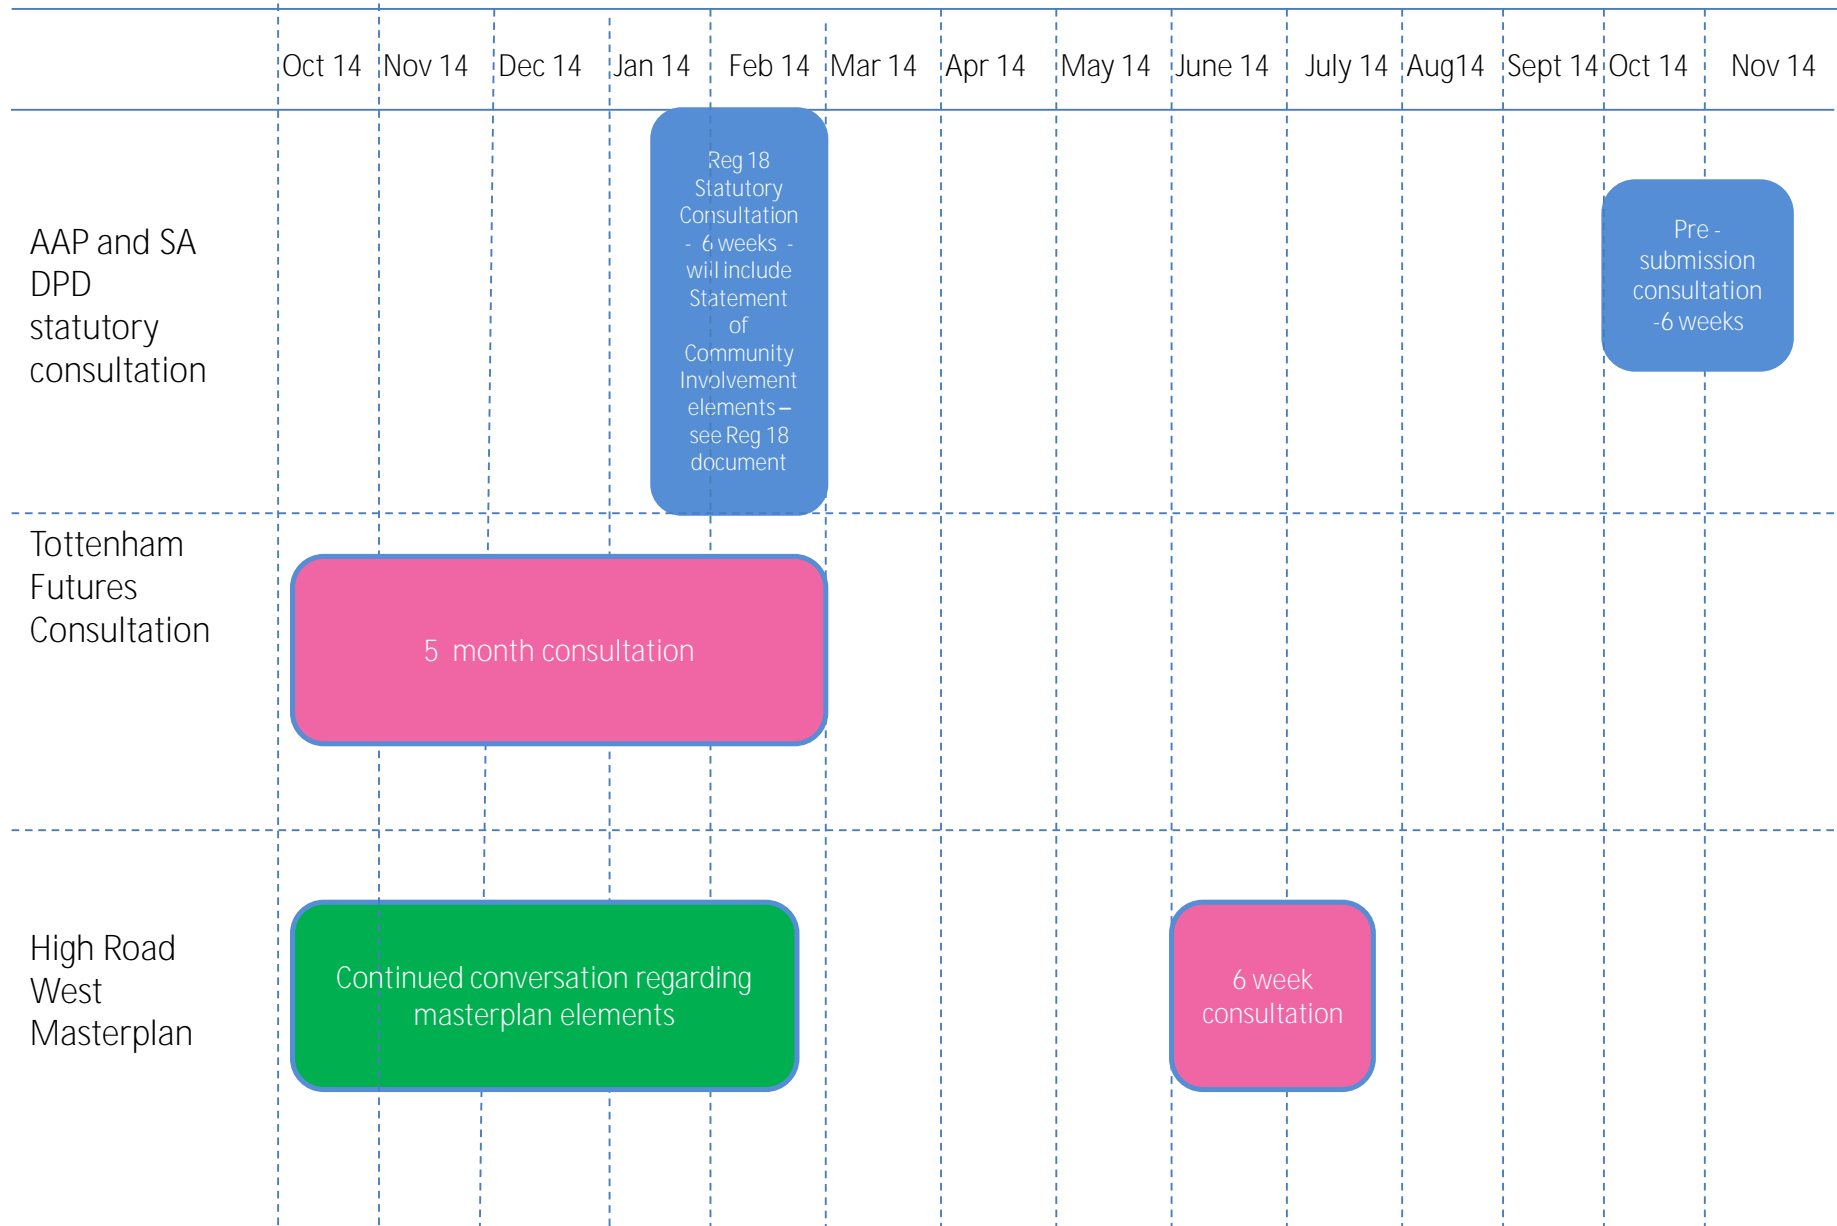 Oct 14 Nov 14 Dec 14 Jan 14 Feb 14 Mar 14 Apr 14 May 14 June 14 July 14 Aug14 Sept 14 Oct 14 Nov 14
AAP and SA
DPD
statutory
consultation
Reg 18
Statutory
Consultation
- 6 weeks -
will include
Statement
of
Community
Involvement
elements –
see Reg 18
document
Pre -
submission
consultation
-6 weeks
Tottenham
Futures
Consultation
5 month consultation
High Road
West
Masterplan
Continued conversation regarding
masterplan elements
6 week
consultation